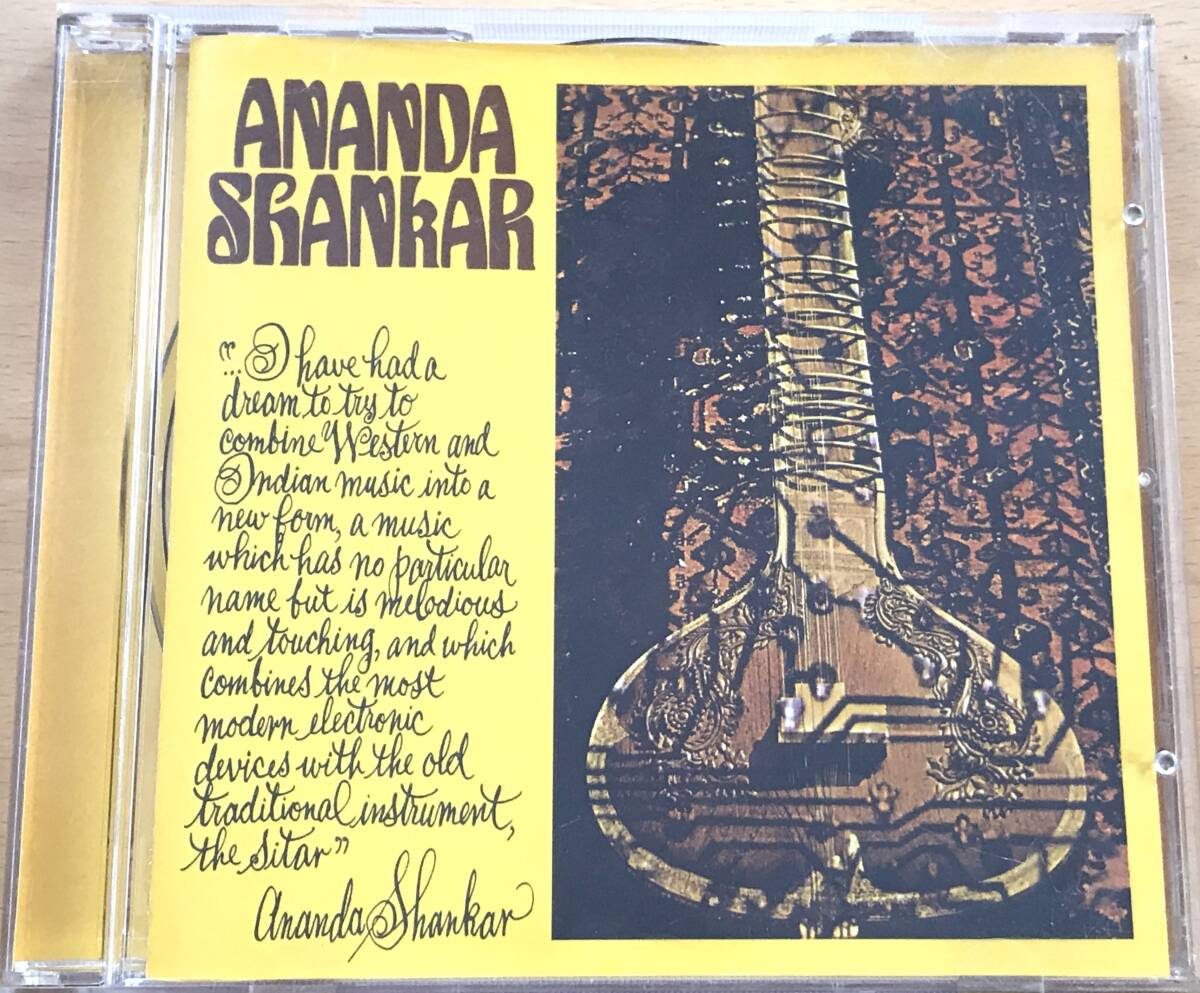 ANANDA
SHANKAR
"...I have had a
dream to try to
combine Western and
Indian music into a
new form, a music
which has no particular
name but is melodious
and touching, and which
combines the most
modern electronic
devices with the old
traditional instrument,
the sitar"
Ananda Shankar